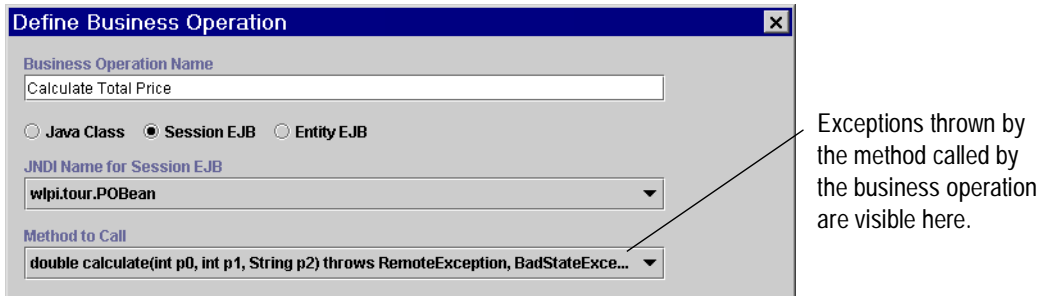 Define Business Operation
Business Operation Name
Calculate Total Price
Java Class Session EJB Entity EJB
JNDI Name for Session EJB
wlpi.tour.POBean
Method to Call
double calculate(int p0, int p1, String p2) throws RemoteException, BadStateExce...
Exceptions thrown by
the method called by
the business operation
are visible here.